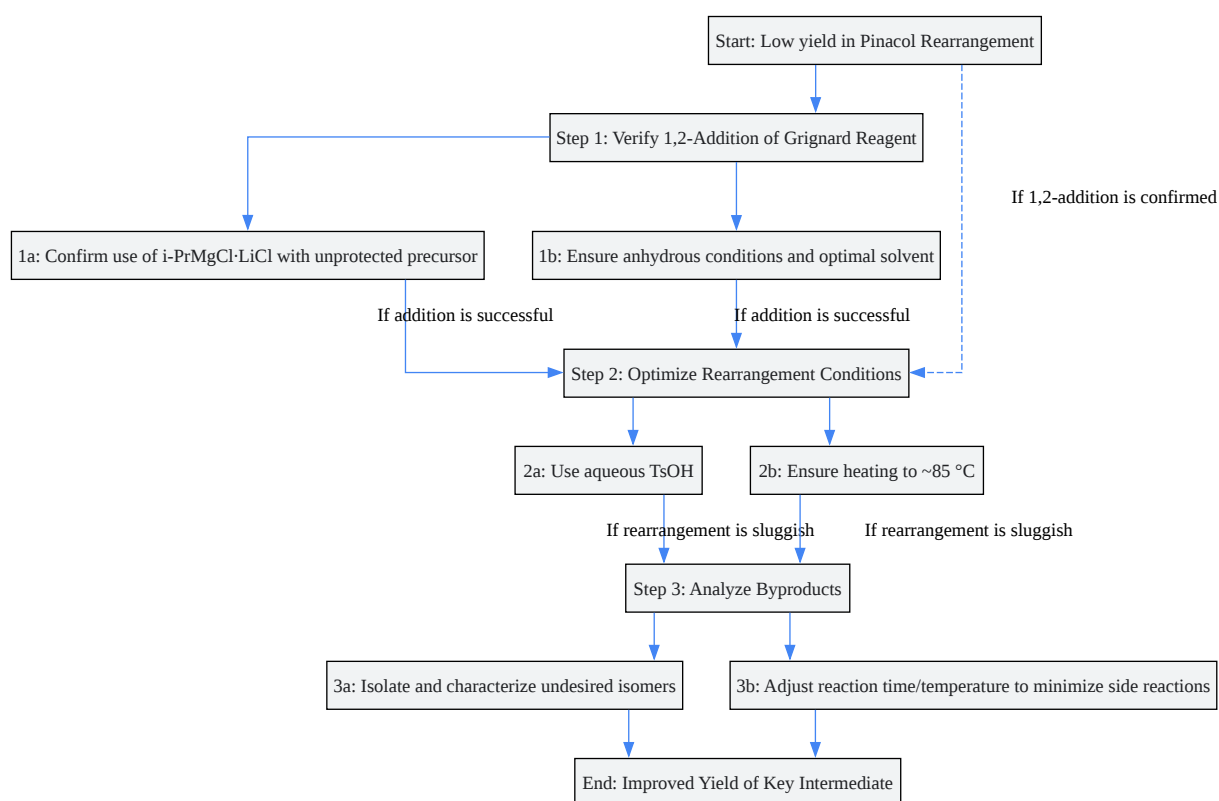 Start: Low yield in Pinacol Rearrangement
Step 1: Verify 1,2-Addition of Grignard Reagent
If 1,2-addition is confirmed
1a: Confirm use of i-PrMgCl·LiCl with unprotected precursor
1b: Ensure anhydrous conditions and optimal solvent
If addition is successful
If addition is successful
Step 2: Optimize Rearrangement Conditions
2a: Use aqueous TsOH
2b: Ensure heating to ~85 °C
If rearrangement is sluggish
If rearrangement is sluggish
Step 3: Analyze Byproducts
3a: Isolate and characterize undesired isomers
3b: Adjust reaction time/temperature to minimize side reactions
End: Improved Yield of Key Intermediate